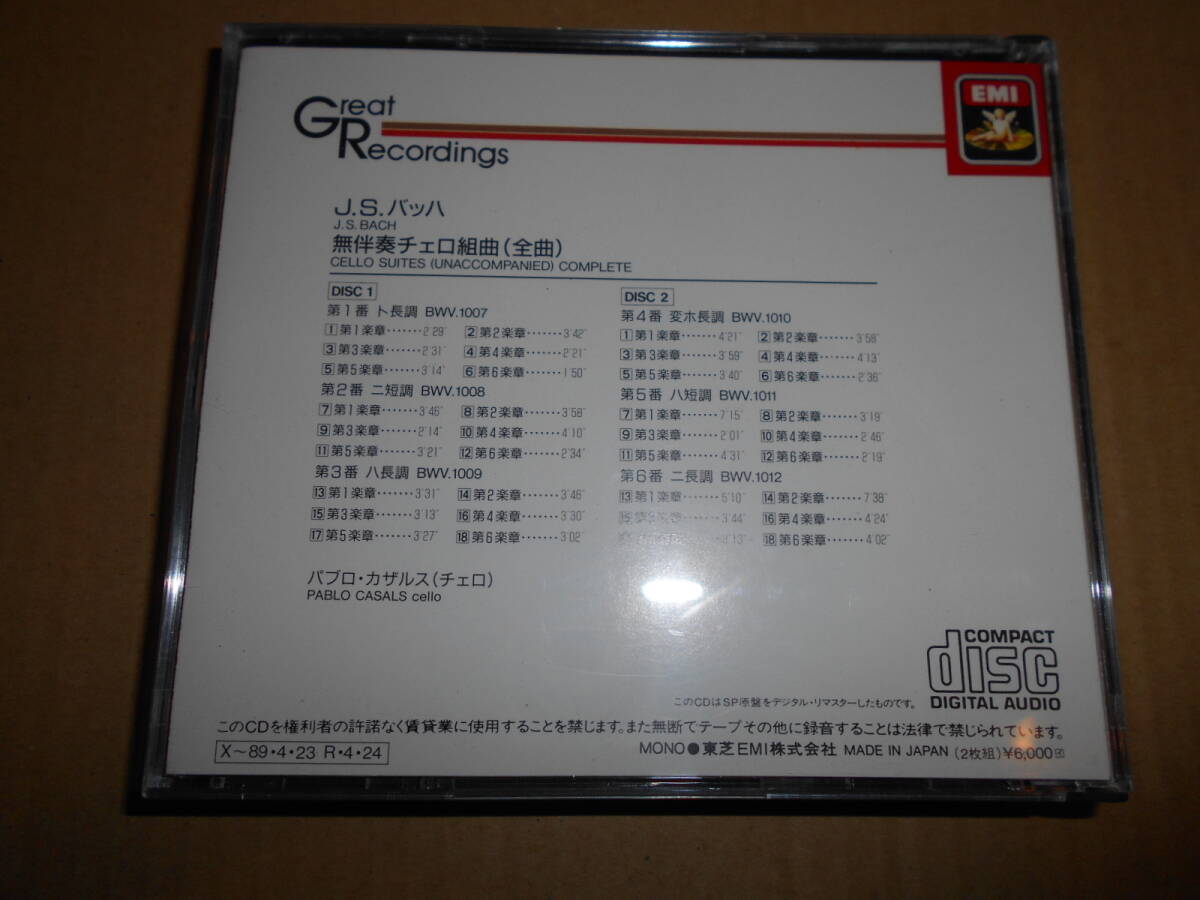 Great
Recordings
EMI
J.S.バッハ
J.S.BACH
無伴奏チェロ組曲(全曲)
CELLO SUITES (UNACCOMPANIED) COMPLETE
DISC 1
第1番 ト長調 BWV.1007
1 第1楽章·······2'29" 2 第2楽章·······3'42"
3 第3楽章·······2'31" 4 第4楽章·······2'21"
5 第5楽章·······3'14" 6 第6楽章·······1'50"
第2番 ニ短調 BWV.1008
7 第1楽章·······3'46" 8 第2楽章·······3'58"
9 第3楽章·······2'14" 10 第4楽章·······4'10"
11 第5楽章·······3'21" 12 第6楽章·······2'34"
第3番 ハ長調 BWV.1009
13 第1楽章·······3'31" 14 第2楽章·······3'46"
15 第3楽章·······3'13" 16 第4楽章·······3'30"
17 第5楽章·······3'27" 18 第6楽章·······3'02"
DISC 2
第4番 変ホ長調 BWV.1010
1 第1楽章·······4'21" 2 第2楽章·······3'58"
3 第3楽章·······3'59" 4 第4楽章·······4'13"
5 第5楽章·······3'40" 6 第6楽章·······2'36"
第5番 ハ短調 BWV.1011
7 第1楽章·······7'15" 8 第2楽章·······3'19"
9 第3楽章·······2'01" 10 第4楽章·······2'46"
11 第5楽章·······4'31" 12 第6楽章·······2'19"
第6番 ニ長調 BWV.1012
13 第1楽章·······5'10" 14 第2楽章·······7'38"
15 第3楽章·······3'44" 16 第4楽章·······4'24"
18 第6楽章·······4'02"
パブロ・カザルス(チェロ)
PABLO CASALS cello
COMPACT
disc
DIGITAL AUDIO
このCDはSP原盤をデジタル・リマスターしたものです。
このCDを権利者の許諾なく賃貸業に使用することを禁じます。また無断でテープその他に録音することは法律で禁じられています。
X〜89・4・23 R・4・24
MONO●東芝EMI株式会社 MADE IN JAPAN (2枚組)¥6,000